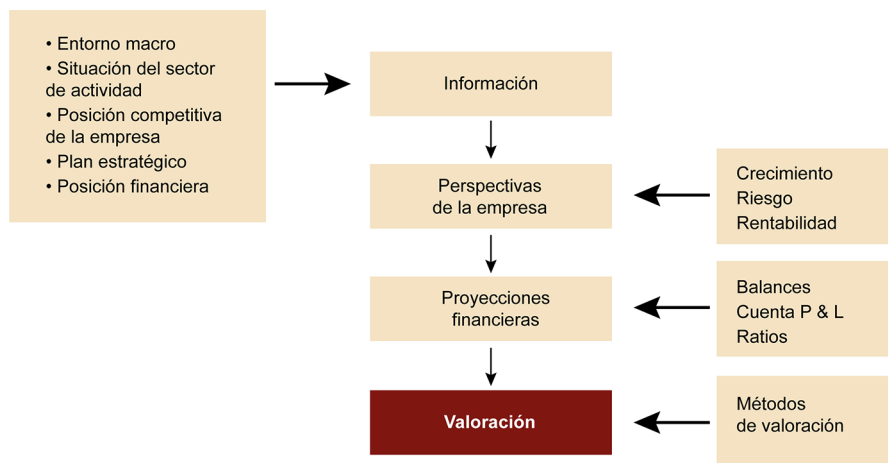 • Entorno macro
• Situación del sector
de actividad
• Posición competitiva
de la empresa
• Plan estratégico
• Posición financiera
Información
Perspectivas
de la empresa
Crecimiento
Riesgo
Rentabilidad
Proyecciones
financieras
Balances
Cuenta P & L
Ratios
Valoración
Métodos
de valoración